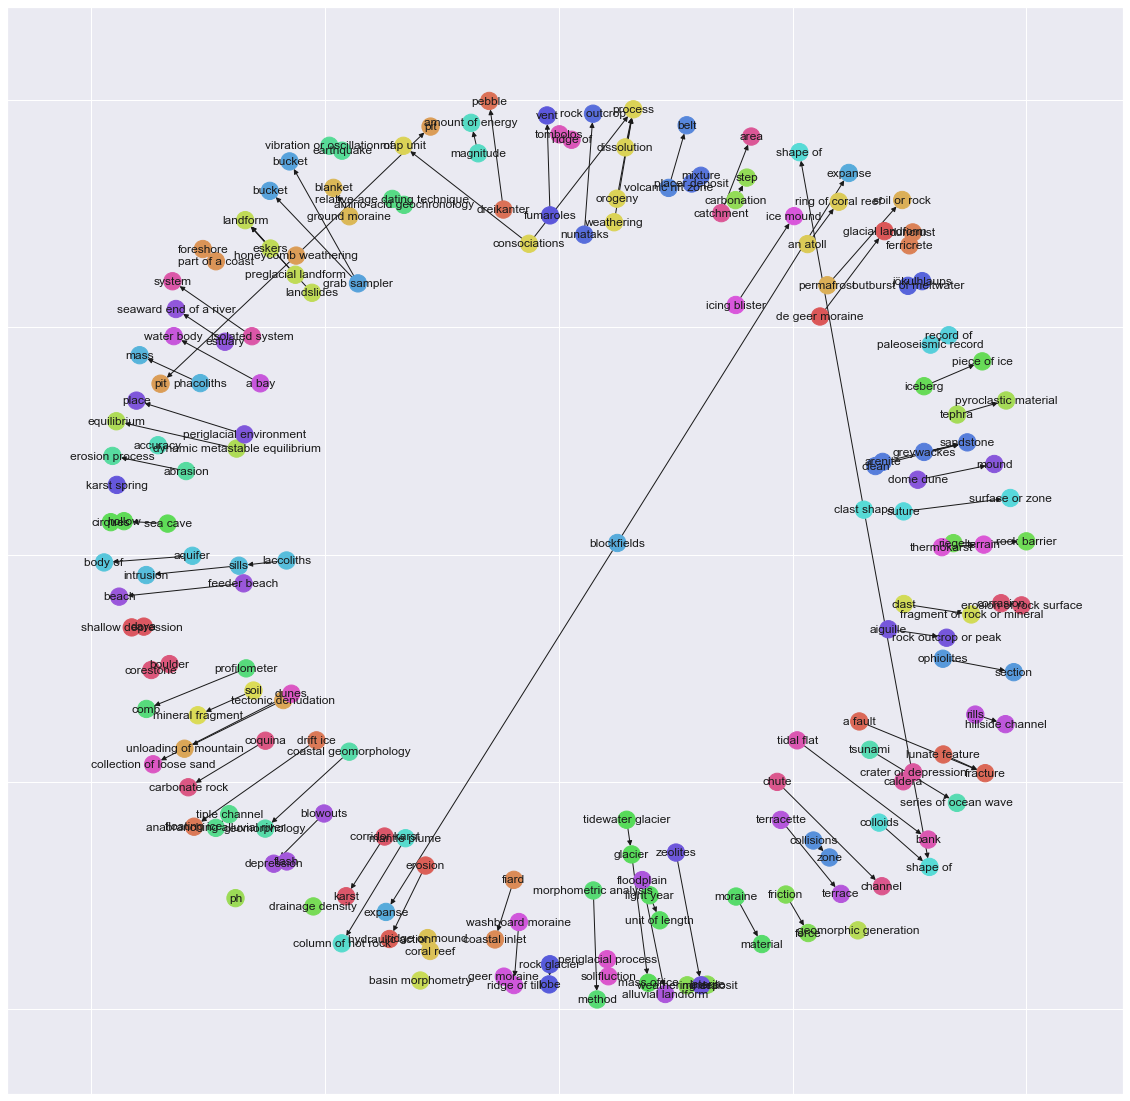 pebble
process
vent
rock outcrop
amount of energy
pit
belt
tombolos
huge of
area
vibration or oscillation of
map unit
earthquake
dissolution
magnitude
shape of
bucket
expanse
mixture
step
placer deposit
volcanic rift zone
bucket
blanket
relative-age dating technique
orogeny
carbonation
ring of coral reef
soil or rock
amino-acid geochronology
ground moraine
dreikanter
catchment
ice mound
landform
fumaroles
weathering
nunataks
glacial landform
consociations
an atoll
ferricrete
foreshore
eskers
honeycomb weathering
part of a coast
preglacial landform
system
grab sampler
landslides
permafrost
outburst of meltwater
jökulhlaups
icing blister
seaward end of a river
de geer moraine
water body
isolated system
estuary
record of
paleoseismic record
mass
piece of ice
pit
phacoliths
a bay
iceberg
place
pyroclastic material
equilibrium
tephra
periglacial environment
accuracy
dynamic metastable equilibrium
sandstone
greywackes
erosion process
arenite
clean
mound
abrasion
dome dune
karst spring
surface or zone
clast shape
suture
cirques
hollow
sea cave
blockfields
thermokarst
terrain
rock barrier
aquifer
body of
sills
laccoliths
intrusion
feeder beach
beach
clast
corrasion
erosion of rock surface
fragment of rock or mineral
shallow depression
aiguille
rock outcrop or peak
boulder
corestone
profilometer
ophiolites
section
soil
dunes
tectonic denudation
comb
mineral fragment
rills
hillside channel
a fault
coquina
drift ice
tidal flat
unloading of mountain
coastal geomorphology
tsunami
lunate feature
collection of loose sand
crater or depression
fracture
caldera
chute
carbonate rock
series of ocean wave
blowouts
tidewater glacier
terracette
colloids
floating ice
geomorphology
corridor karst
mantle plume
collisions
bank
glacier
zeolites
zone
depression
erosion
shape of
fiard
floodplain
morphometric analysis
light year
channel
ph
karst
moraine
friction
terrace
drainage density
expanse
washboard moraine
unit of length
force
geomorphic generation
column of hot rock
hydraulic action
coastal inlet
material
coral reef
periglacial process
rock glacier
basin morphometry
geer moraine
solifluction
ridge of till
lobe
mass of ice
alluvial landform
method